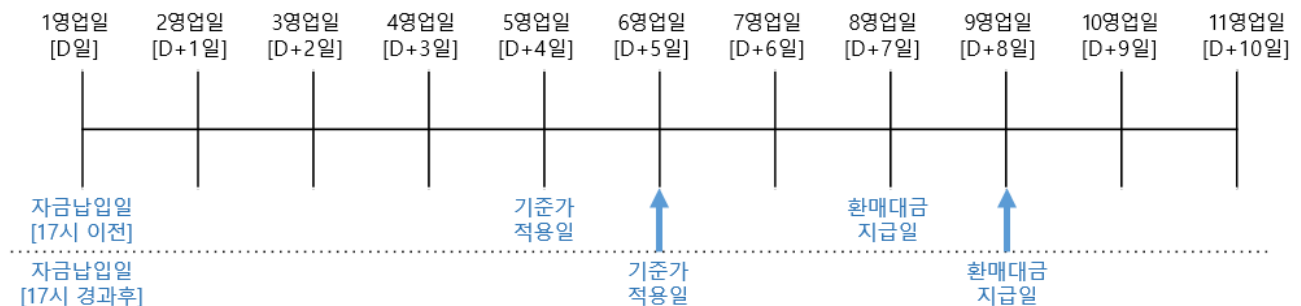 1영업일 2영업일 3영업일 4영업일 5영업일 6영업일 7영업일 8영업일 9영업일 10영업일 11영업일
[D일] [D+1일] [D+2일] [D+3일] [D+4일] [D+5일] [D+6일] [D+7일] [D+8일] [D+9일] [D+10일]
자금납입일 기준가 환매대금
[17시 이전] 적용일 지급일
자금납입일 기준가 환매대금
[17시 경과후] 적용일 지급일